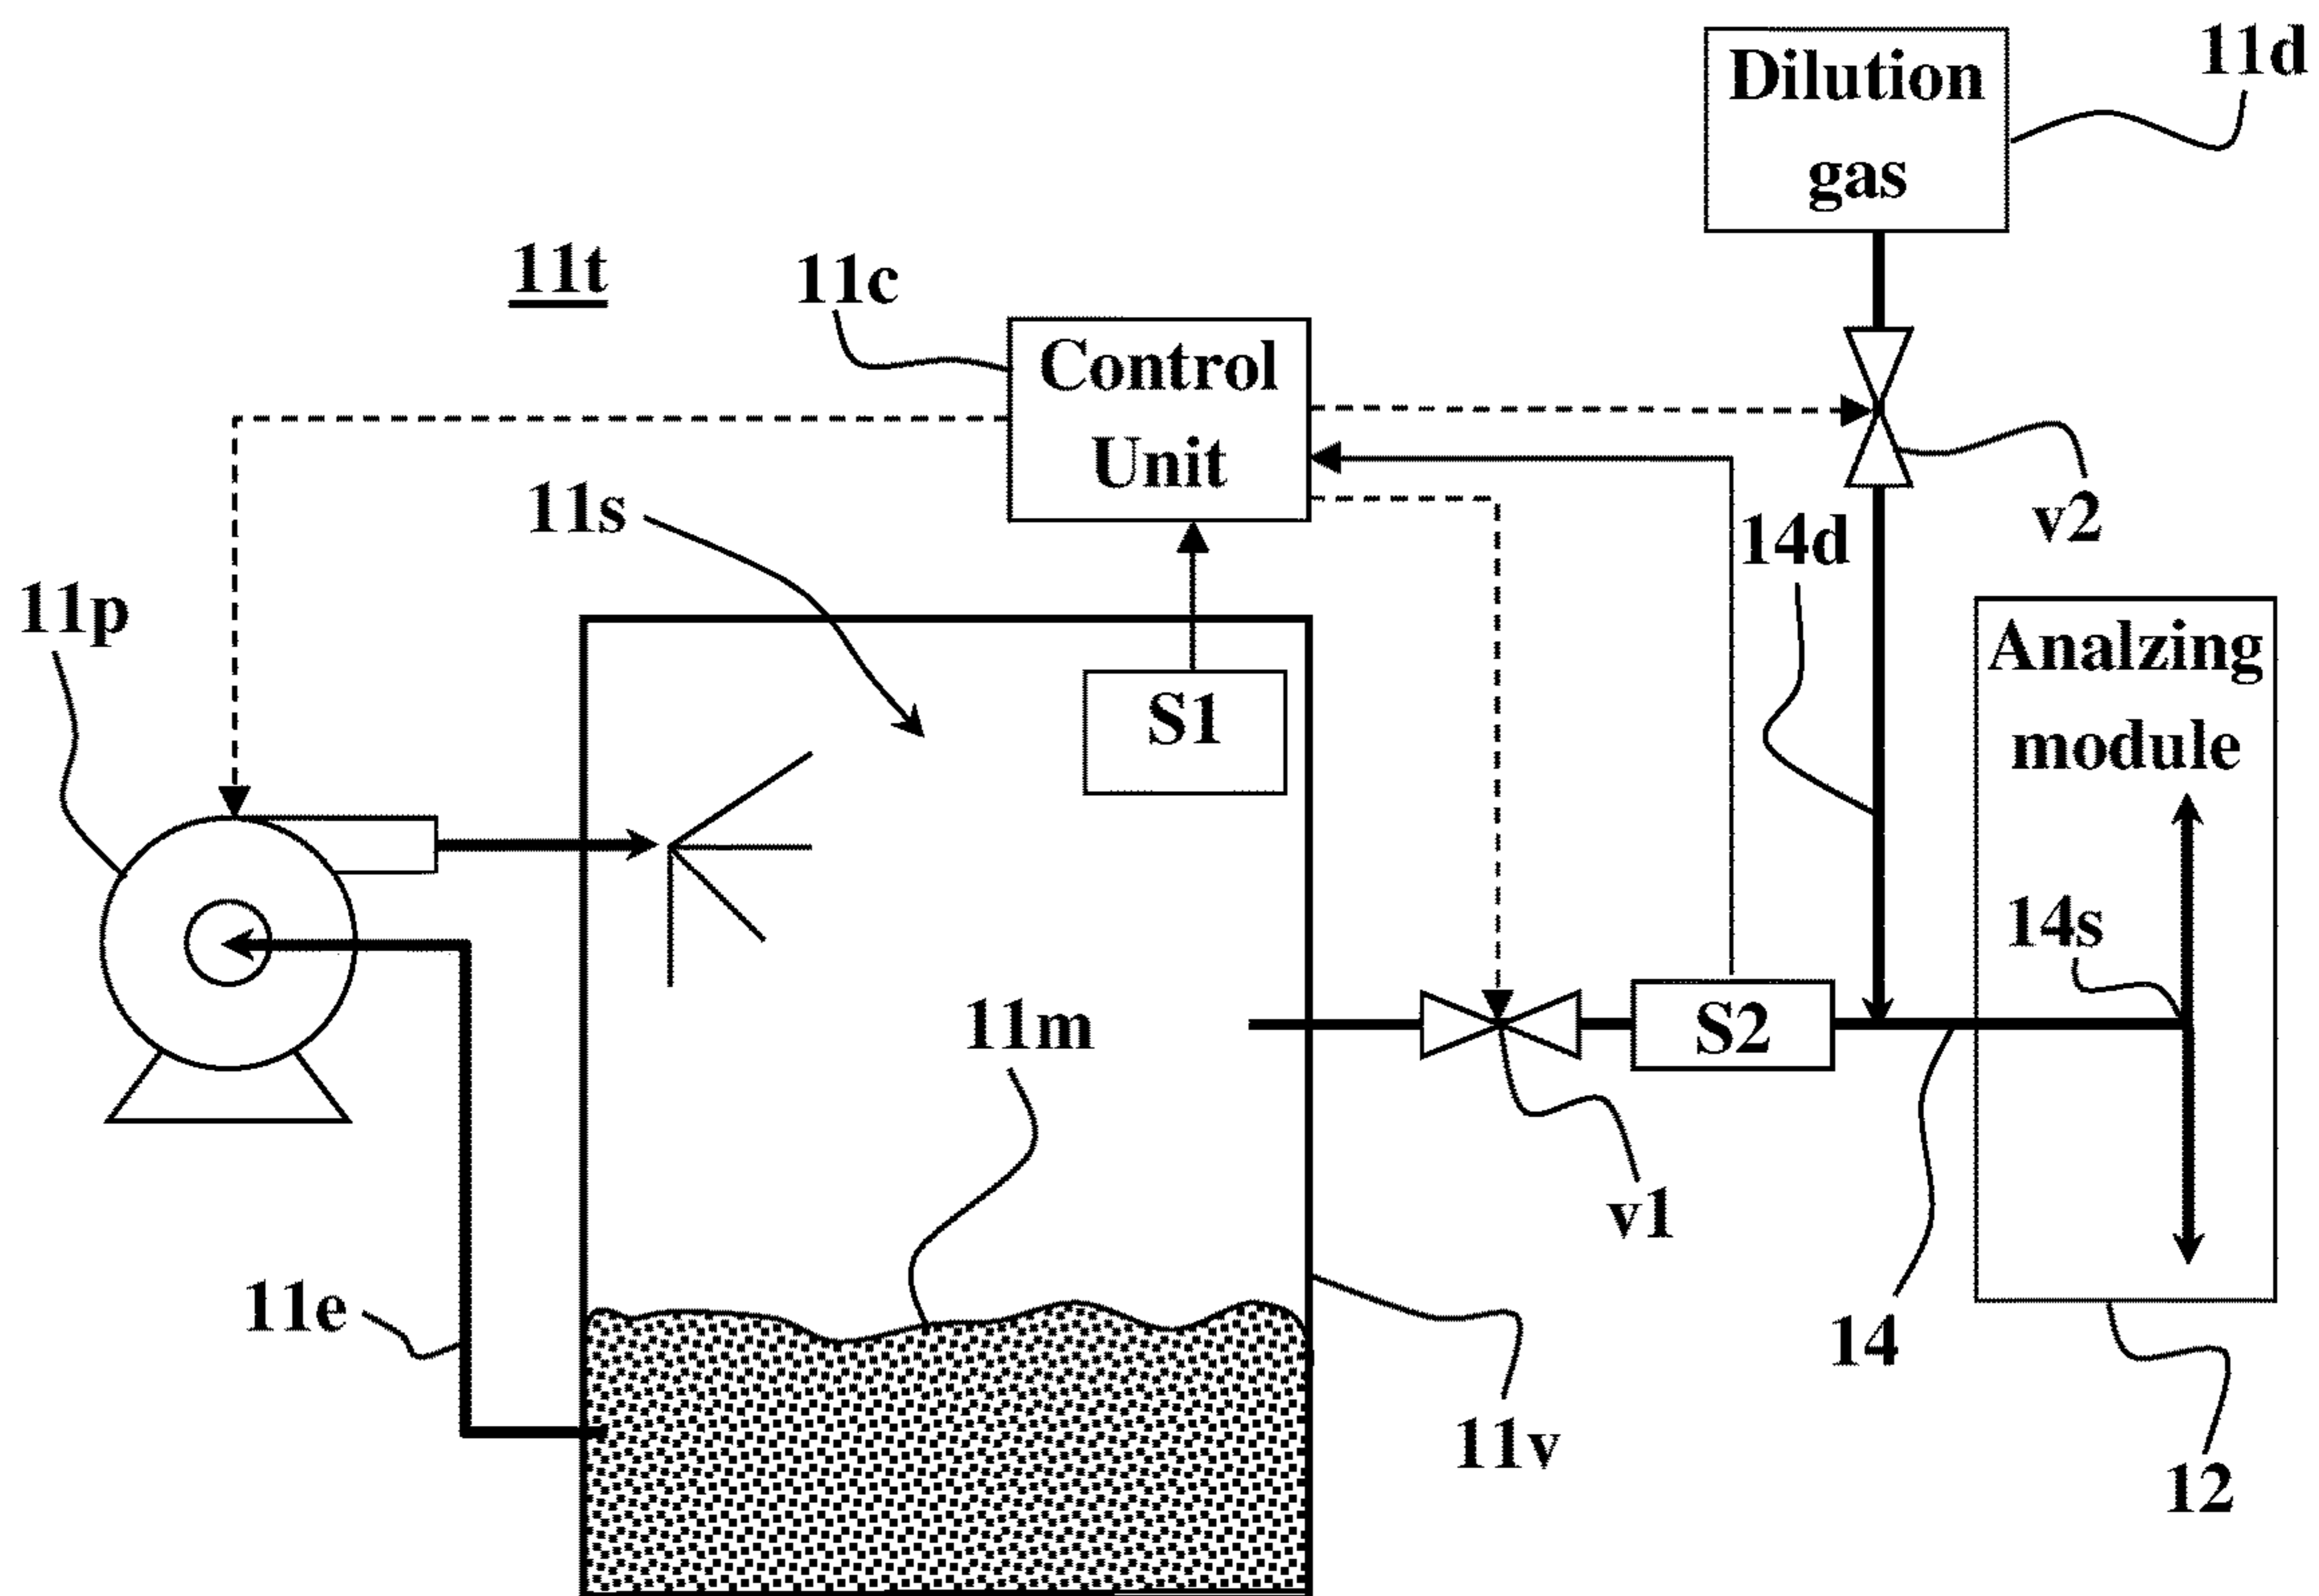 11d
Dilution
gas
11t
11c
Control
Unit
11s
v2
14d
11p
Analzing
module
S1
14s
11m
S2
v1
11e
14
11v
12